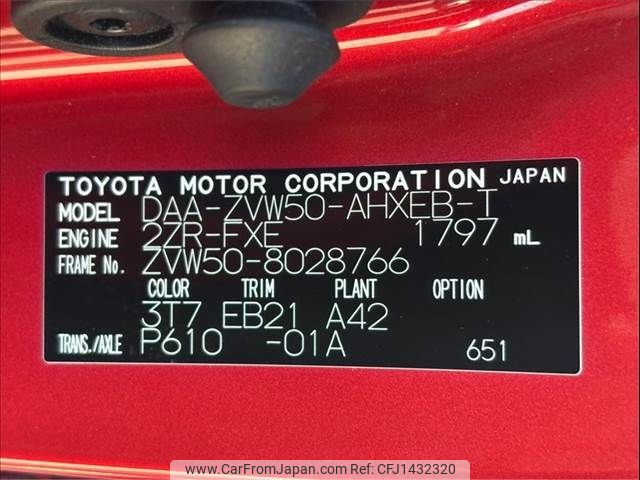 TOYOTA MOTOR CORPORATION JAPAN
MODEL DAA-ZVW50-AHXEB-T
ENGINE 2ZR-FXE 1797 mL
FRAME No. ZVW50-8028766
COLOR TRIM PLANT OPTION
3T7 EB21 A42
TRANS./AXLE P610 -01A 651
www.CarFromJapan.com - CFJ1432320